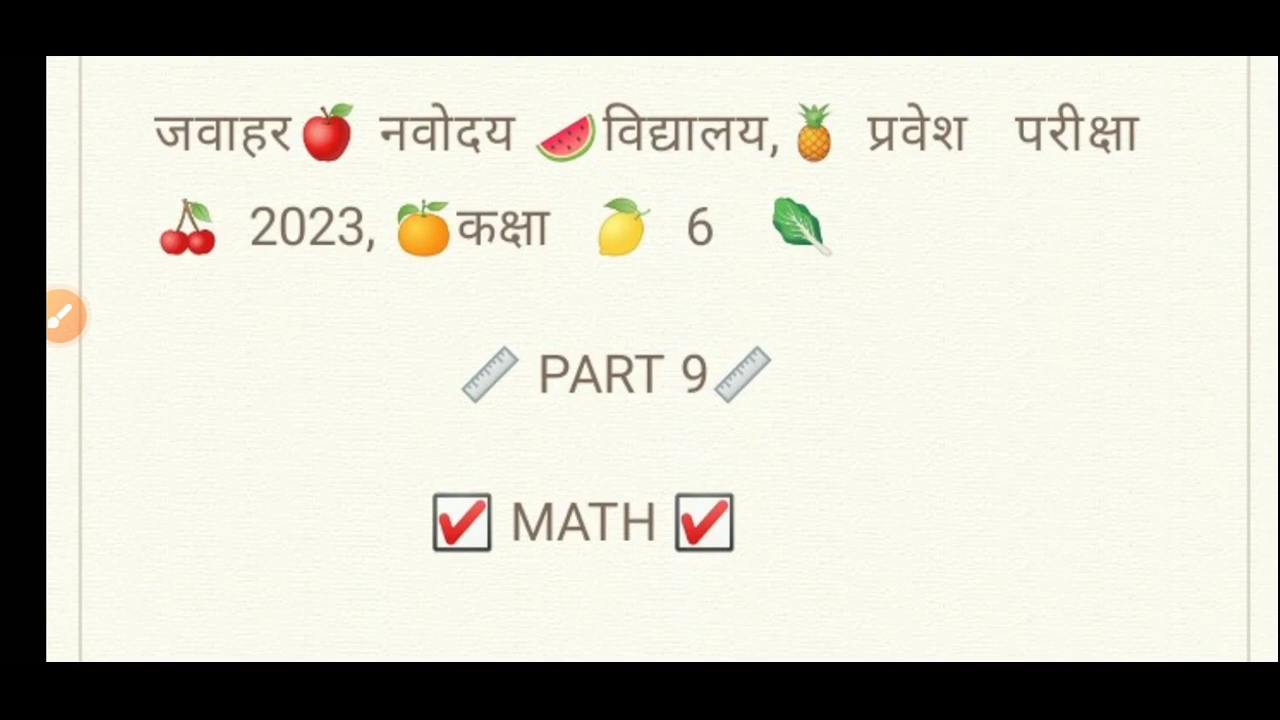 जवाहर🍎 नवोदय 🍉विद्यालय,🍍 प्रवेश परीक्षा
🍒 2023, 🍊कक्षा 🍋 6 🥬
📏 PART 9📏
☑ MATH ☑